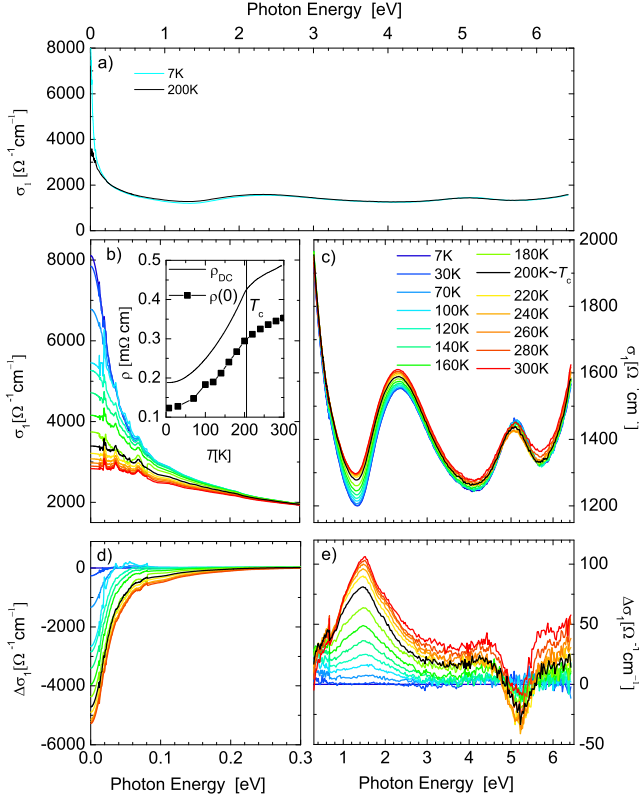 Photon Energy [eV]
0 1 2 3 4 5 6
8000
6000
4000
2000
0
σ₁ [Ω⁻¹cm⁻¹]
a)
7K
200K
b)
8000
6000
4000
2000
σ₁[Ω⁻¹cm⁻¹]
0.5
0.4
0.3
0.2
0.1
ρ [mΩ cm]
ρDC
ρ(0)
Tc
0 100 200 300
T[K]
c)
7K
30K
70K
100K
120K
140K
160K
180K
200K~Tc
220K
240K
260K
280K
300K
2000
1800
1600
1400
1200
σ₁[Ω⁻¹cm⁻¹]
d)
0
-1000
-2000
-3000
-4000
-5000
-6000
Δσ₁[Ω⁻¹cm⁻¹]
0.0 0.1 0.2 0.3
Photon Energy [eV]
e)
100
50
0
-50
Δσ₁[Ω⁻¹cm⁻¹]
1 2 3 4 5 6
Photon Energy [eV]